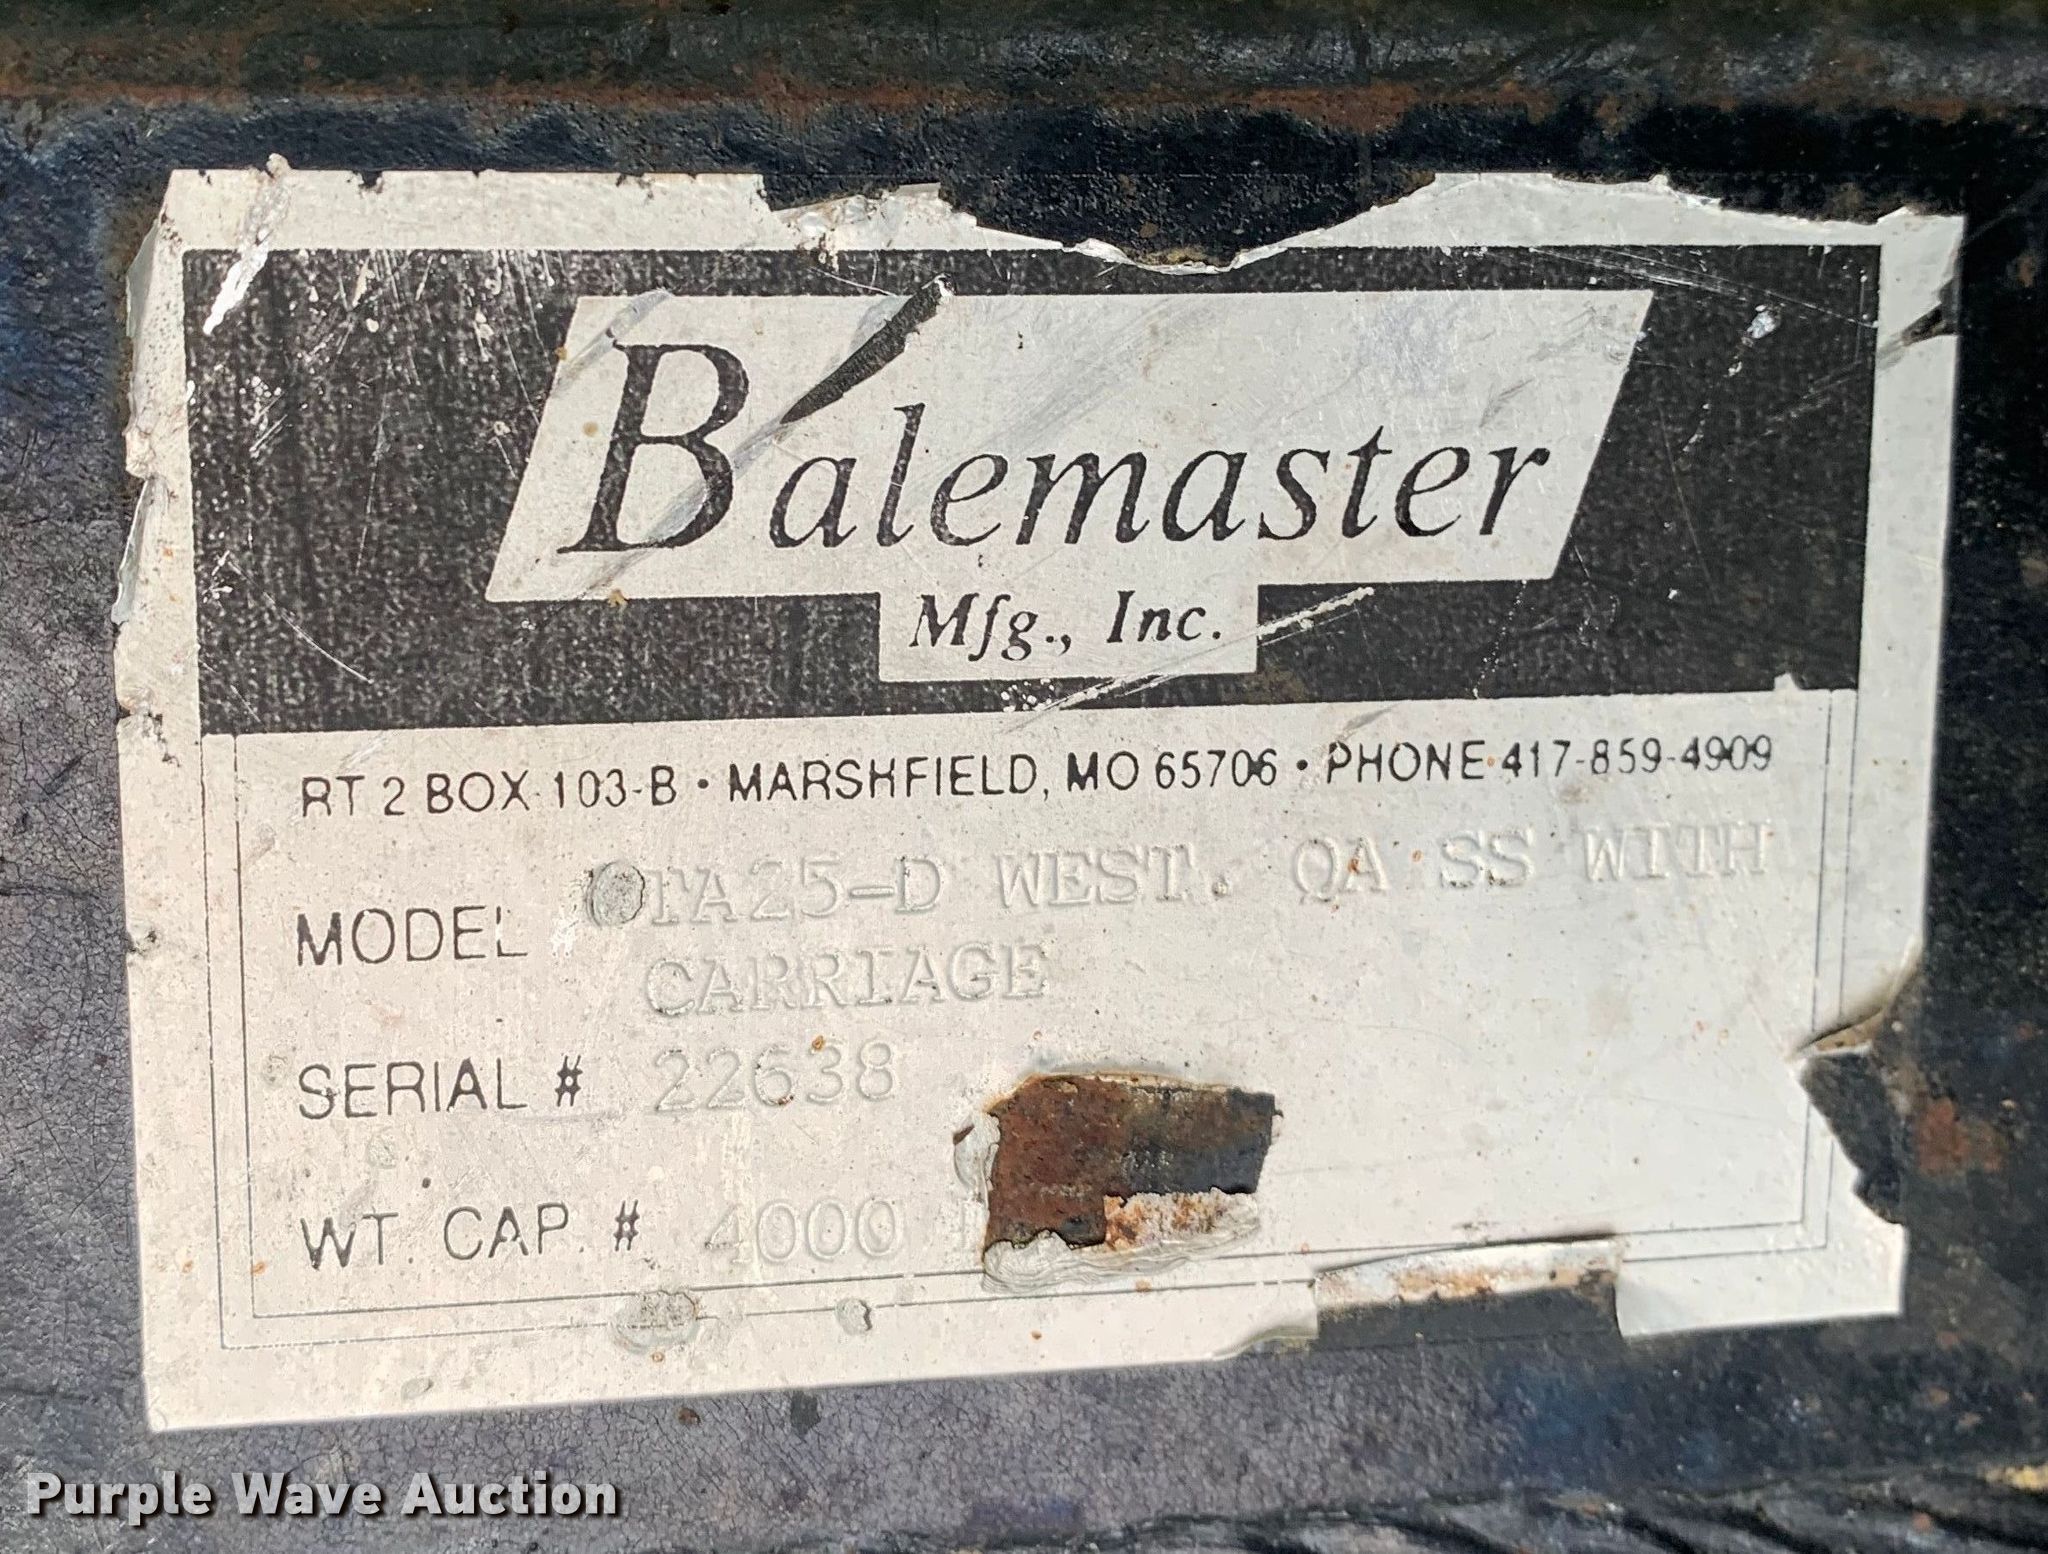 Balemaster
Mfg., Inc.
RT 2 BOX 103-B • MARSHFIELD, MO 65706 • PHONE 417-859-4909
MODEL TA25-D WEST. QA SS WITH
CARRIAGE
SERIAL # 22638
WT. CAP. # 4000
Purple Wave Auction